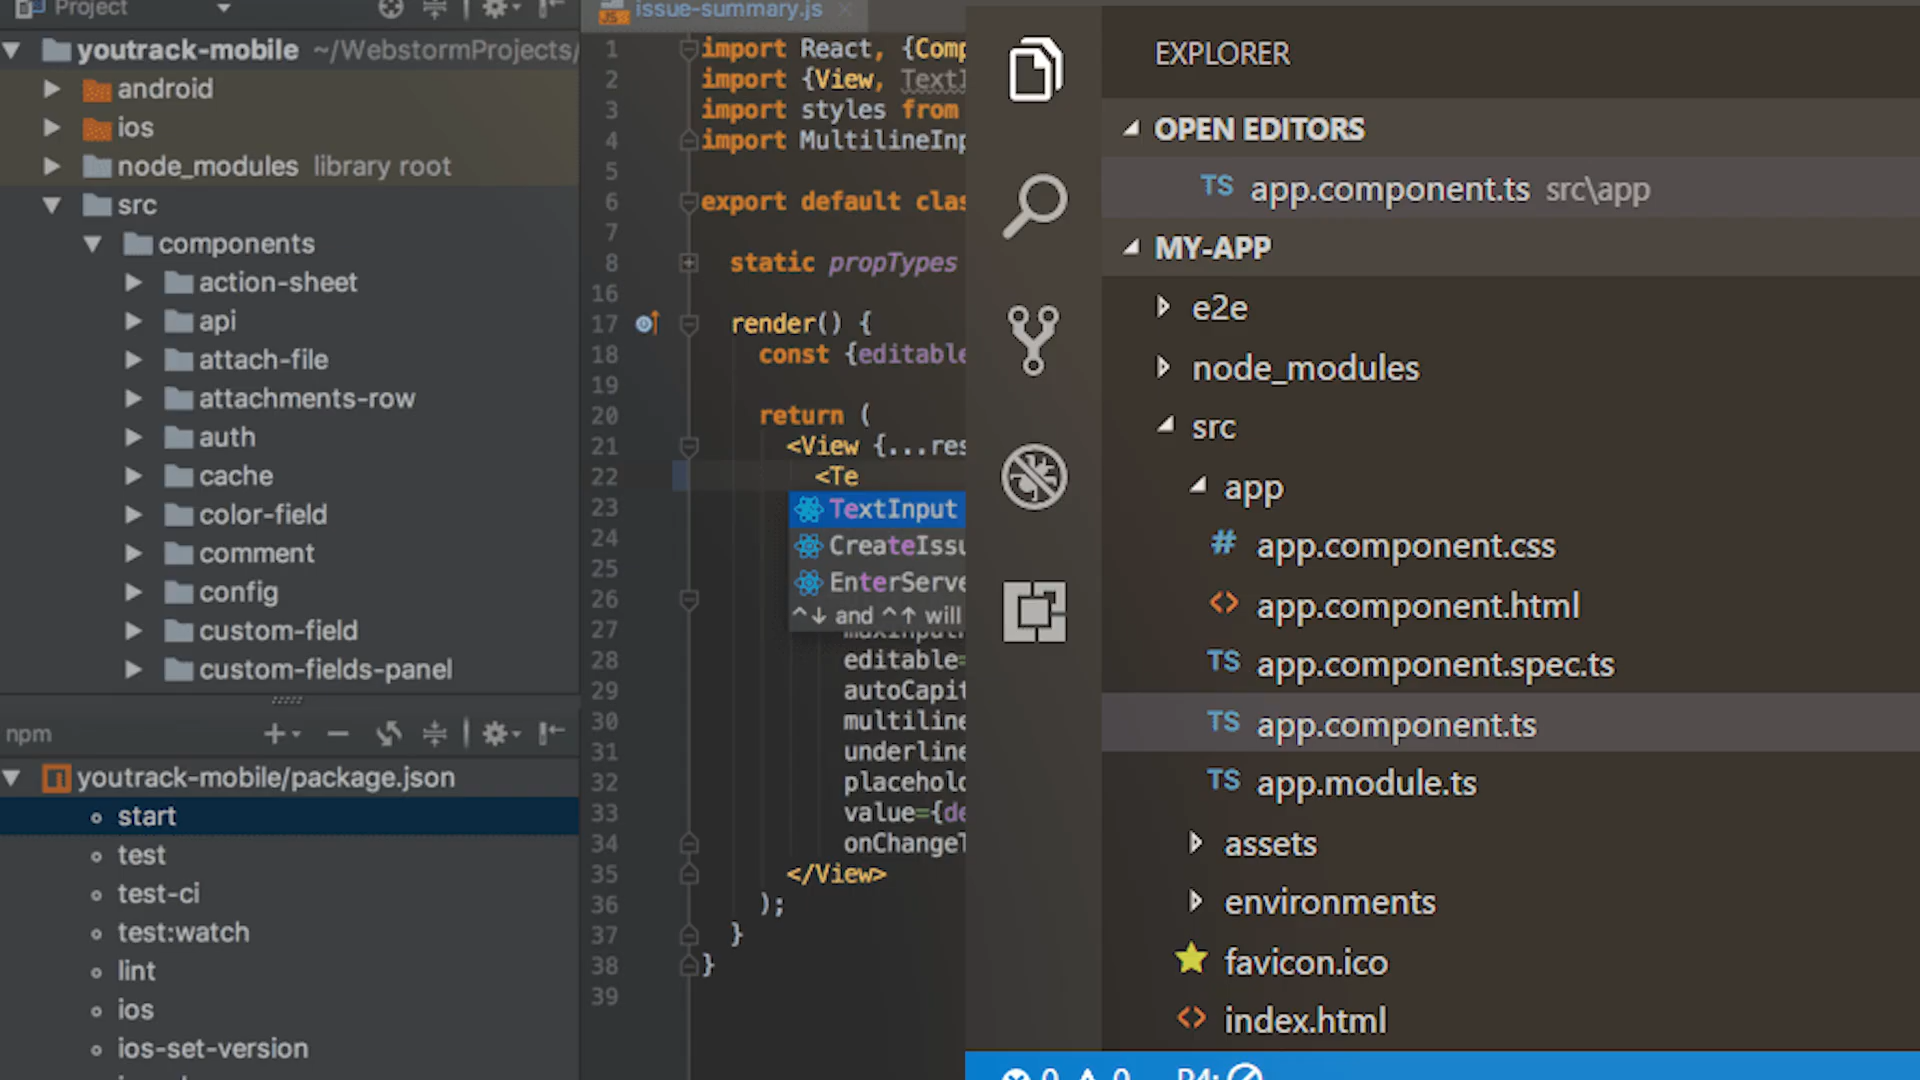 Project
youtrack-mobile ~/WebstormProjects/
android
ios
node_modules library root
src
components
action-sheet
api
attach-file
attachments-row
auth
cache
color-field
comment
config
custom-field
custom-fields-panel
npm
youtrack-mobile/package.json
start
test
test-ci
test:watch
lint
ios
ios-set-version
JS issue-summary.js
1 import React, {Comp
2 import {View, TextI
3 import styles from
4 import MultilineInp
5
6 export default clas
7
8 static propTypes
16
17 render() {
18 const {editable
19
20 return (
21 <View {...res
22 <Te
23
24
25
26
27
28 editable=
29 autoCapit
30 multiline
31 underline
32 placehold
33 value={de
34 onChangeT
35 </View>
36 );
37 }
38 }
39
TextInput
CreateIssu
EnterServe
^↓ and ^↑ will
EXPLORER
OPEN EDITORS
TS app.component.ts src\app
MY-APP
e2e
node_modules
src
app
# app.component.css
<> app.component.html
TS app.component.spec.ts
TS app.component.ts
TS app.module.ts
assets
environments
favicon.ico
<> index.html
0 0 P4: